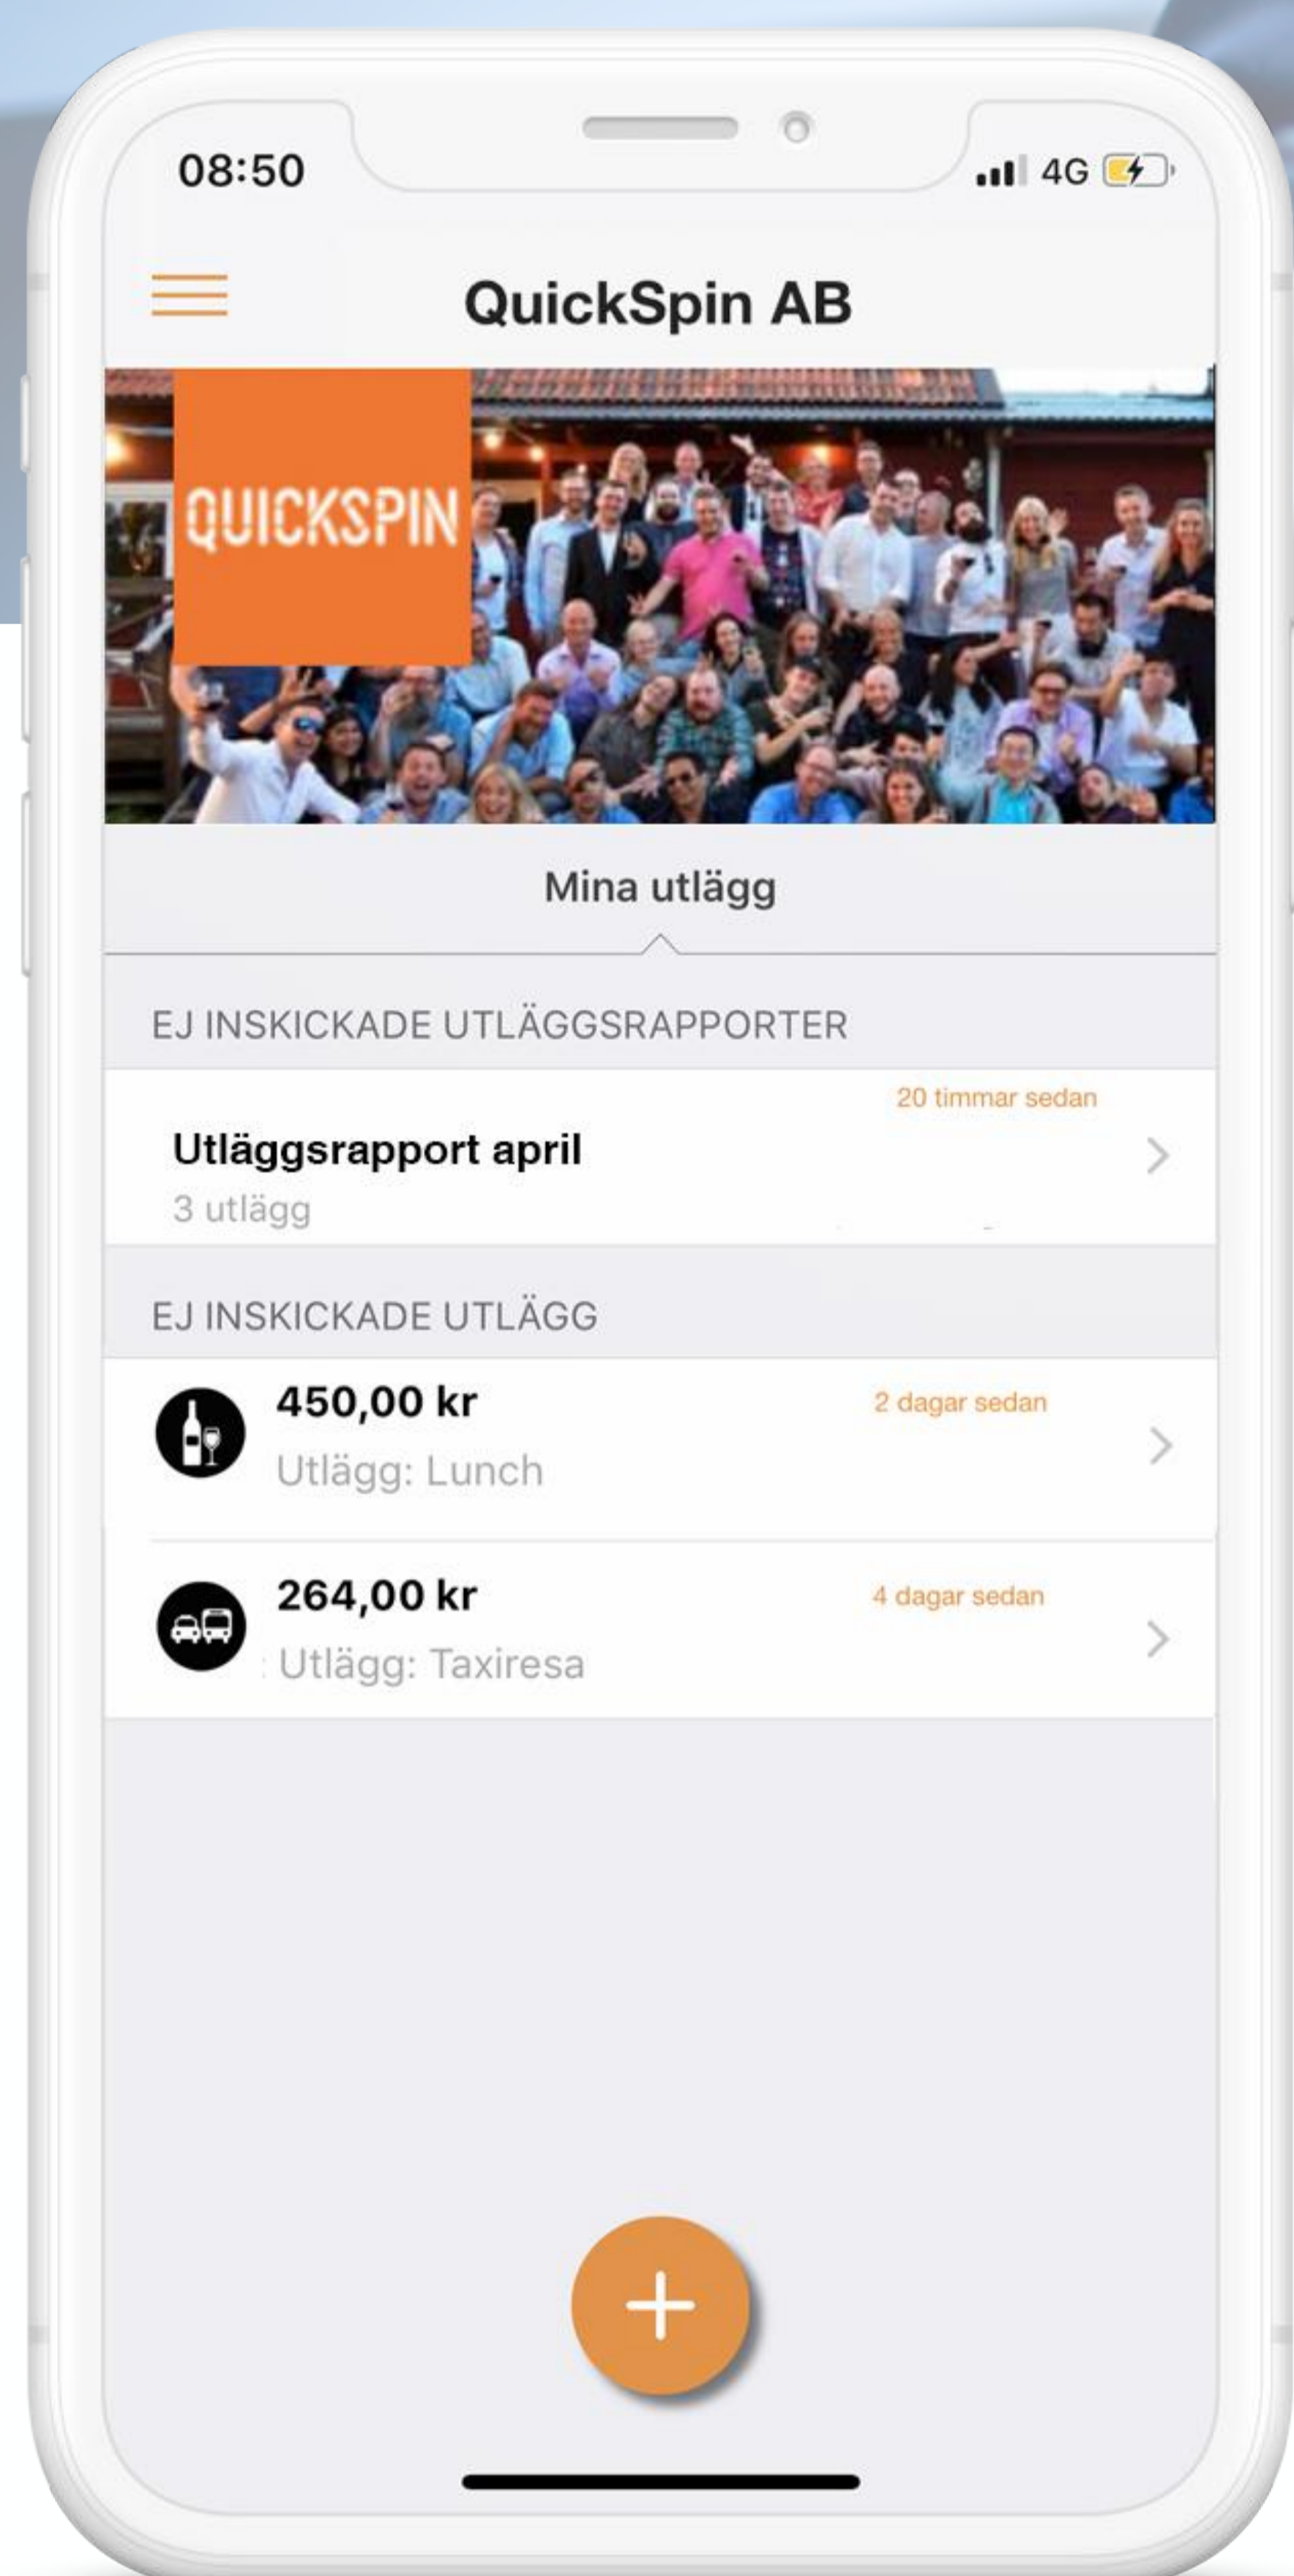 08:50
4G
QuickSpin AB
QUICKSPIN
Mina utlägg
EJ INSKICKADE UTLÄGGSRAPPORTER
20 timmar sedan
Utläggsrapport april
3 utlägg
EJ INSKICKADE UTLÄGG
450,00 kr
2 dagar sedan
Utlägg: Lunch
264,00 kr
4 dagar sedan
: Utlägg: Taxiresa